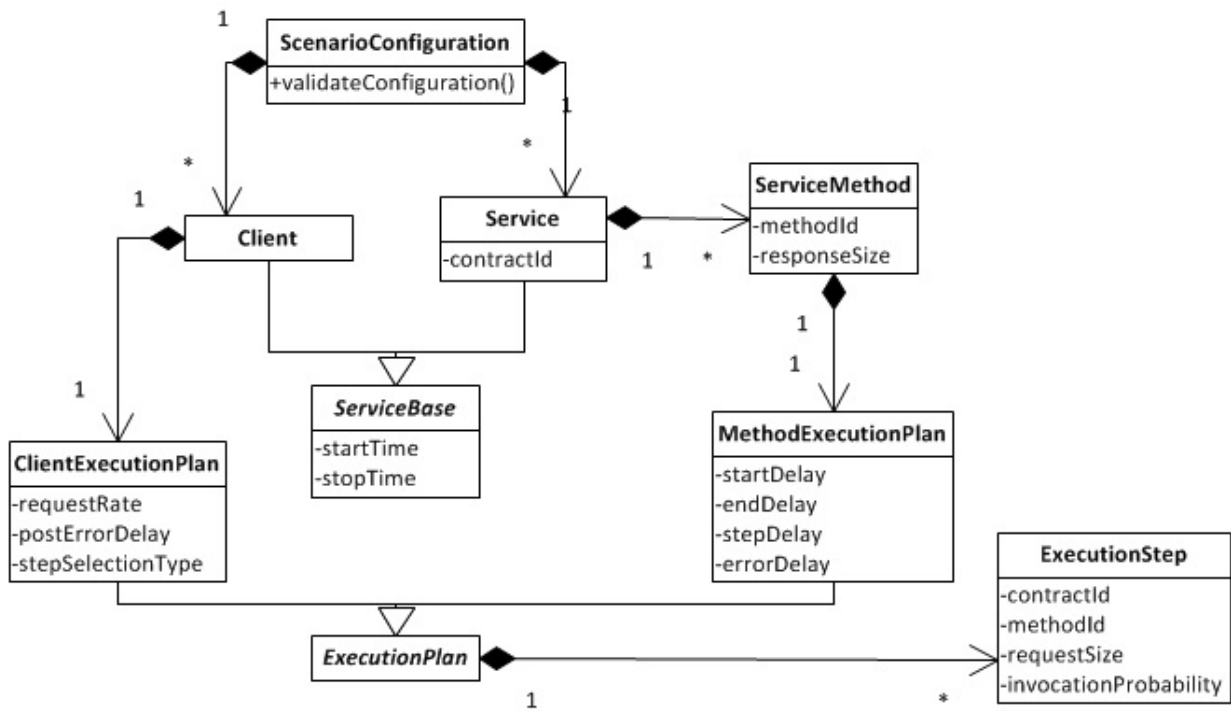 1
ScenarioConfiguration
+validateConfiguration()
1
*
*
1
Client
Service
-contractId
1
*
ServiceMethod
-methodId
-responseSize
1
1
1
ServiceBase
-startTime
-stopTime
ClientExecutionPlan
-requestRate
-postErrorDelay
-stepSelectionType
MethodExecutionPlan
-startDelay
-endDelay
-stepDelay
-errorDelay
ExecutionPlan
1
*
ExecutionStep
-contractId
-methodId
-requestSize
-invocationProbability